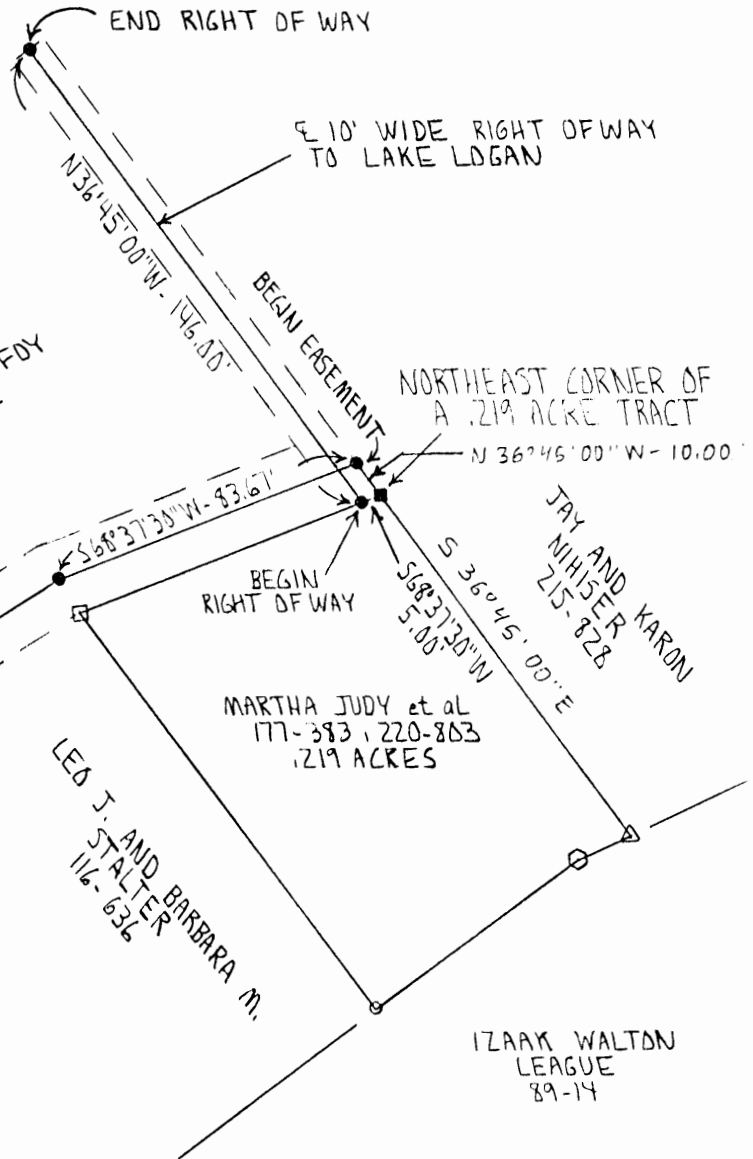 END RIGHT OF WAY
℄ 10' WIDE RIGHT OF WAY
TO LAKE LOGAN
N36°45'00"W - 146.00'
BEGIN EASEMENT
FOY
NORTHEAST CORNER OF
A .219 ACRE TRACT
N 36°45'00"W - 10.00
S68°37'30"W - 83.67'
BEGIN
RIGHT OF WAY
S68°37'30"W
5.00'
S 36°45'00"E
JAY AND KARON
NIHISER
215-828
MARTHA JUDY et aL
177-383 , 220-803
.219 ACRES
LEO J. AND BARBARA M.
STALTER
116-636
IZAAK WALTON
LEAGUE
89-14